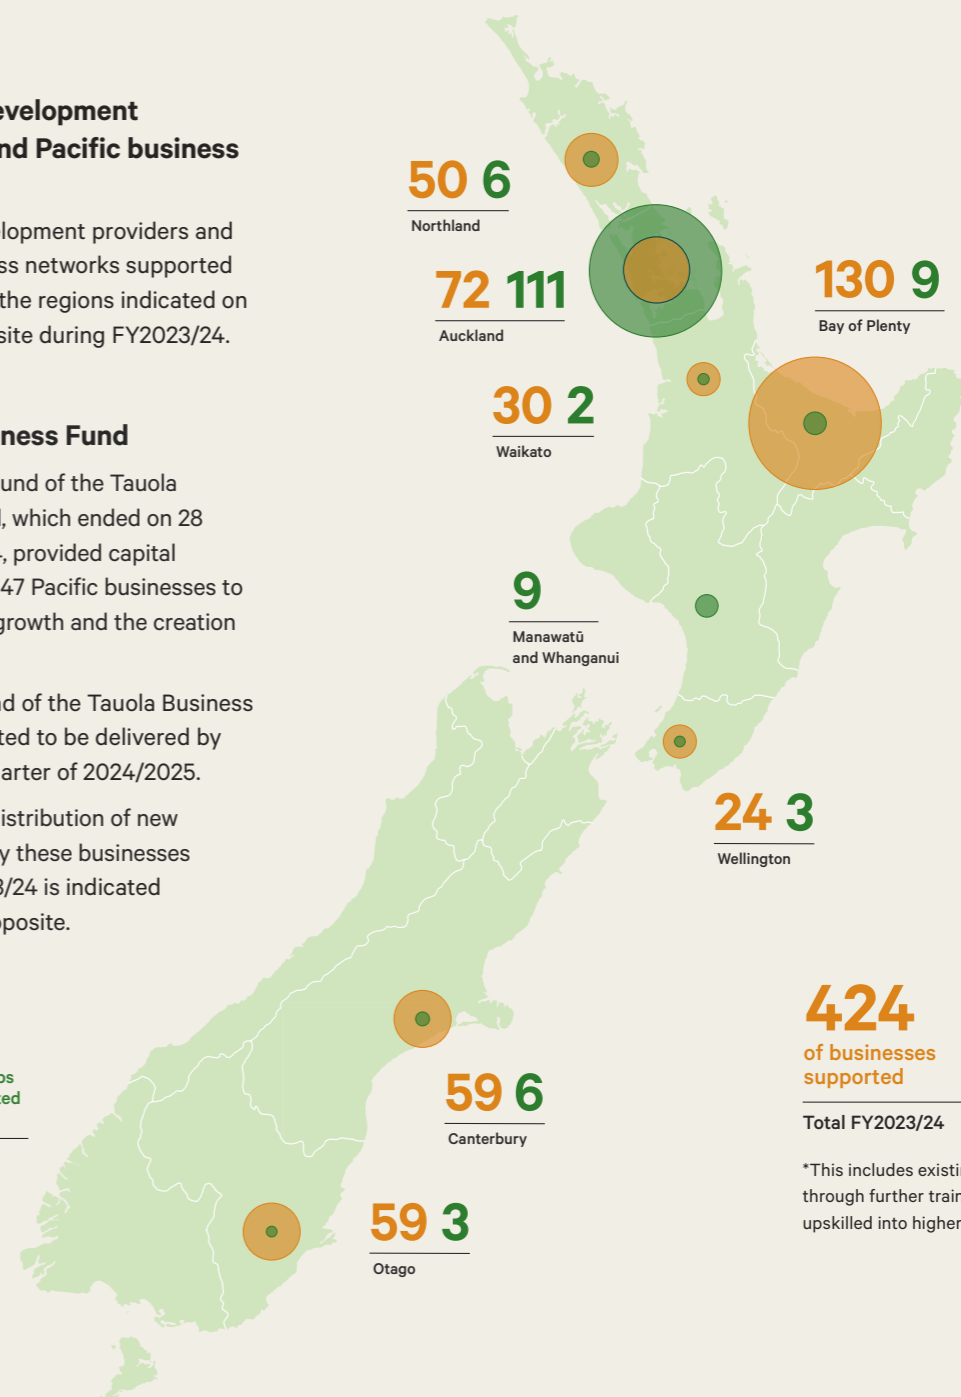 evelopment
nd Pacific business
lopment providers and
ss networks supported
the regions indicated on
site during FY2023/24.
ness Fund
und of the Tauola
, which ended on 28
, provided capital
47 Pacific businesses to
growth and the creation
d of the Tauola Business
ted to be delivered by
arter of 2024/2025.
istribution of new
y these businesses
3/24 is indicated
pposite.
50 6
Northland
72 111
Auckland
130 9
Bay of Plenty
30 2
Waikato
9
Manawatū
and Whanganui
24 3
Wellington
59 6
Canterbury
59 3
Otago
bs
ted
424
of businesses
supported
Total FY2023/24
*This includes existi
through further train
upskilled into higher